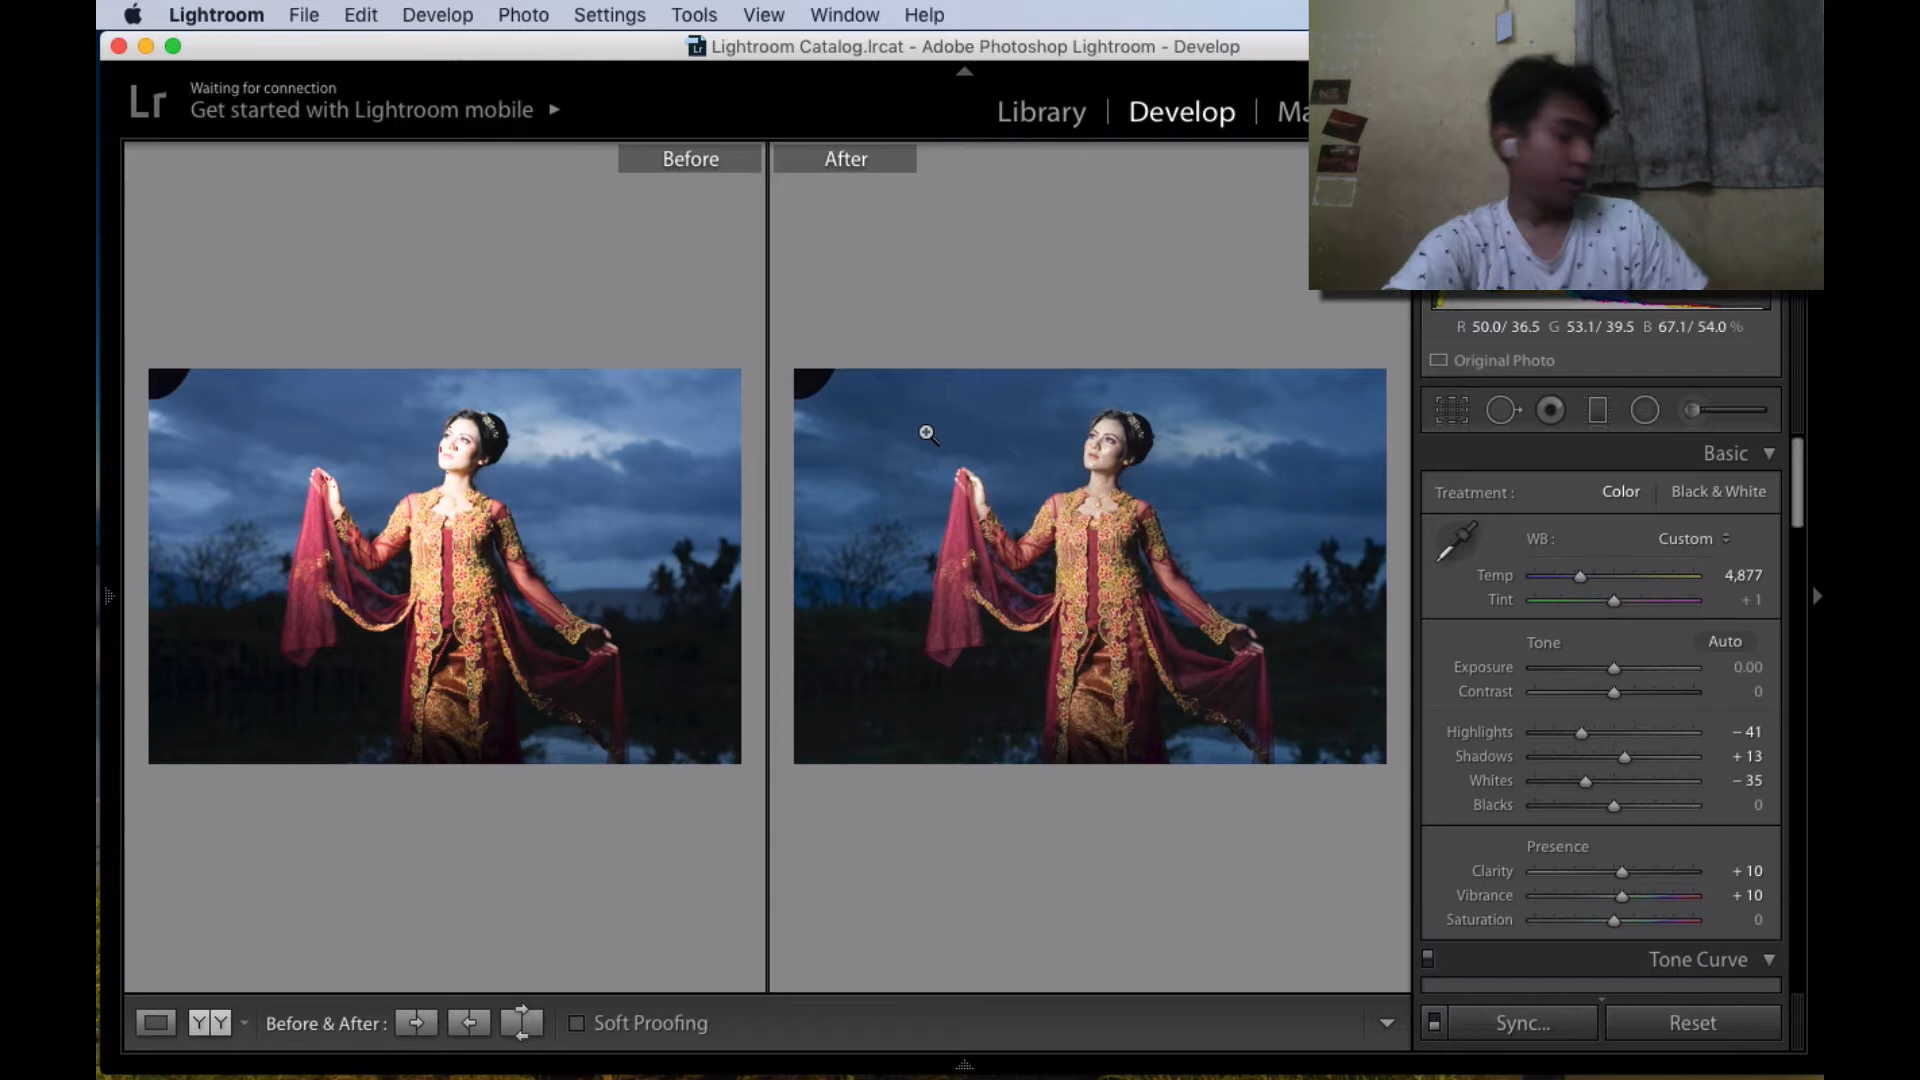 Lightroom File Edit Develop Photo Settings Tools View Window Help
Lr Lightroom Catalog.lrcat - Adobe Photoshop Lightroom - Develop
Lr
Waiting for connection
Get started with Lightroom mobile
Library | Develop | Ma
Before
After
R 50.0/ 36.5 G 53.1/ 39.5 B 67.1/ 54.0 %
Original Photo
Basic
Treatment : Color Black & White
WB : Custom
Temp 4,877
Tint + 1
Tone Auto
Exposure 0.00
Contrast 0
Highlights − 41
Shadows + 13
Whites − 35
Blacks 0
Presence
Clarity + 10
Vibrance + 10
Saturation 0
Tone Curve
YY Before & After : Soft Proofing
Sync... Reset